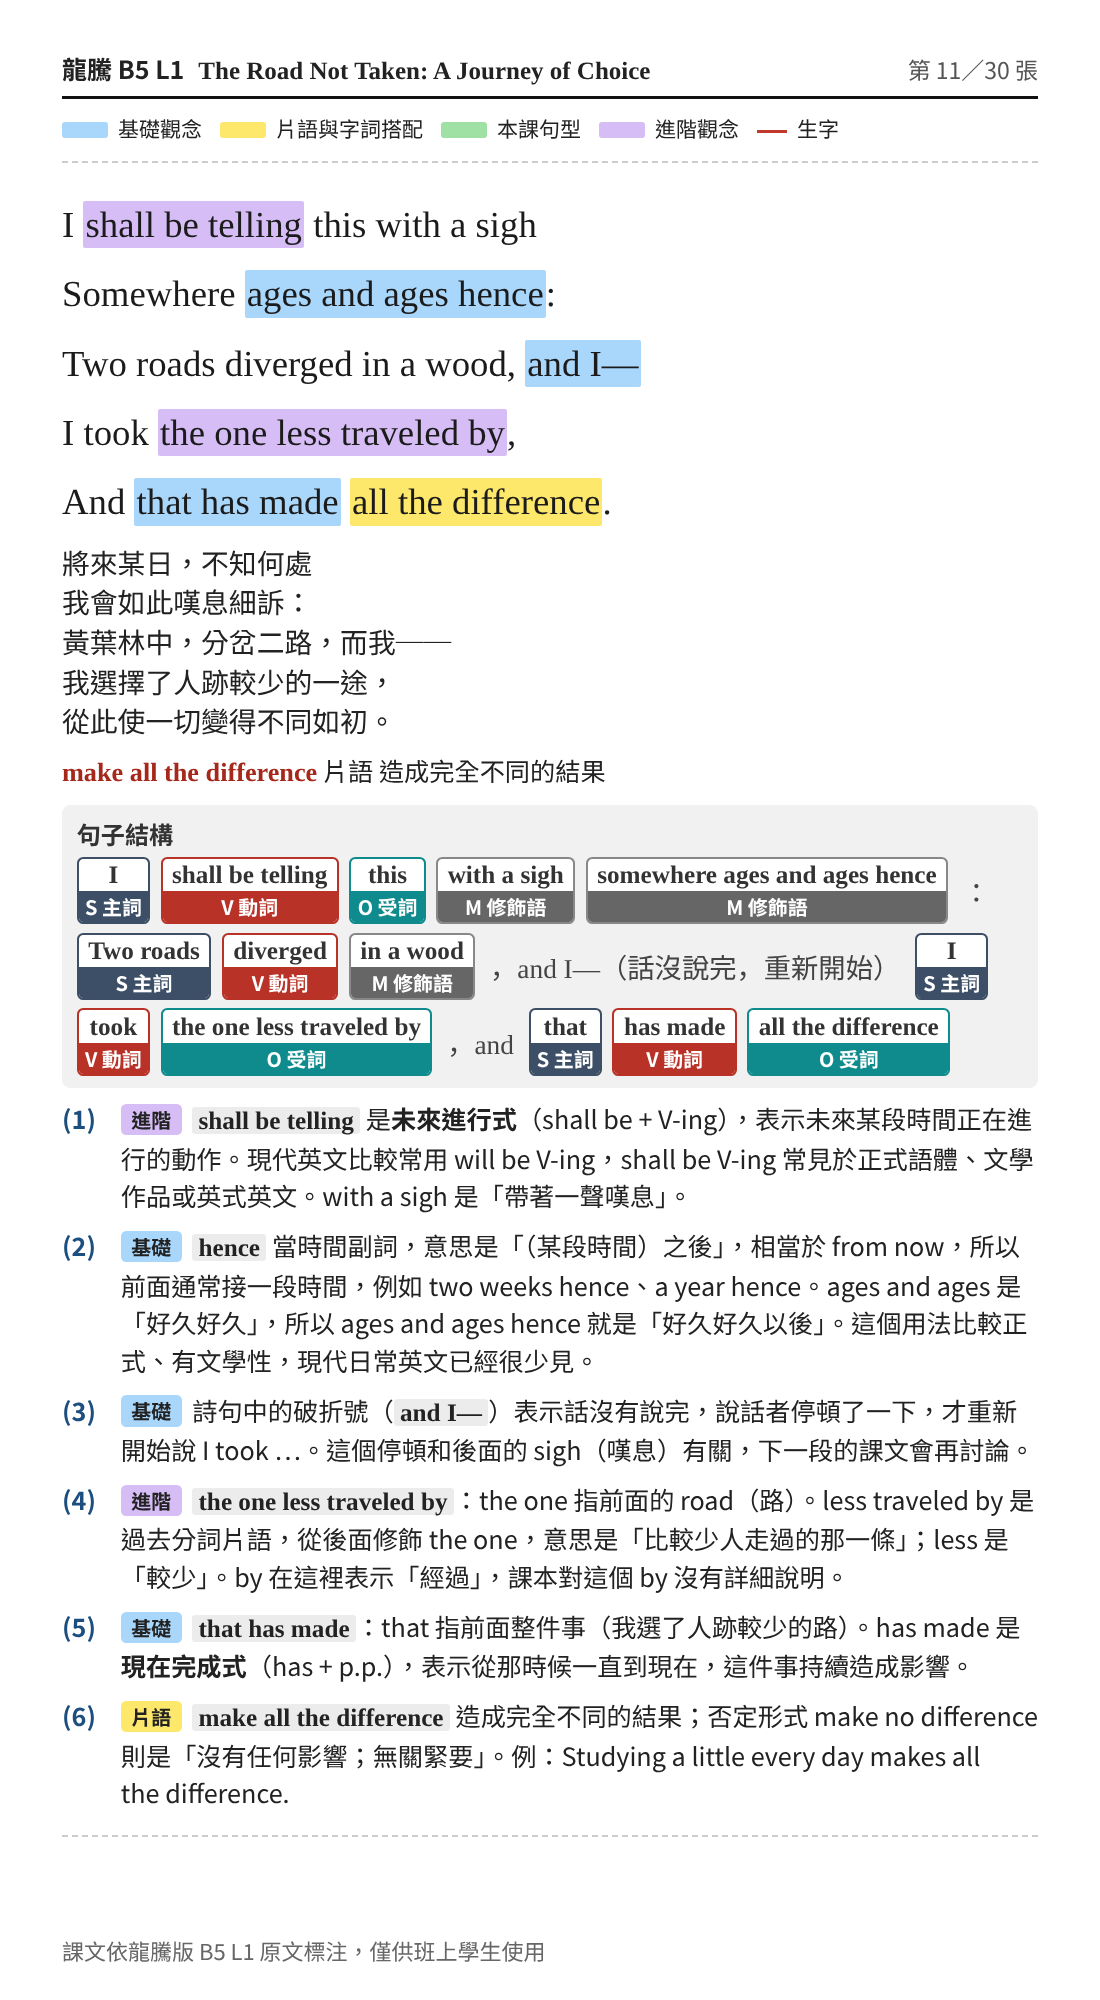 龍騰 B5 L1 The Road Not Taken: A Journey of Choice
第 11／30 張
基礎觀念 片語與字詞搭配 本課句型 進階觀念 生字
I shall be telling this with a sigh
Somewhere ages and ages hence:
Two roads diverged in a wood, and I—
I took the one less traveled by,
And that has made all the difference.
將來某日，不知何處
我會如此嘆息細訴：
黃葉林中，分岔二路，而我——
我選擇了人跡較少的一途，
從此使一切變得不同如初。
make all the difference 片語 造成完全不同的結果
句子結構
I shall be telling this with a sigh somewhere ages and ages hence ：
S 主詞 V 動詞 O 受詞 M 修飾語 M 修飾語
Two roads diverged in a wood ，and I—（話沒說完，重新開始） I
S 主詞 V 動詞 M 修飾語 S 主詞
took the one less traveled by ，and that has made all the difference
V 動詞 O 受詞 S 主詞 V 動詞 O 受詞
(1) 進階 shall be telling 是未來進行式（shall be + V-ing），表示未來某段時間正在進
行的動作。現代英文比較常用 will be V-ing，shall be V-ing 常見於正式語體、文學
作品或英式英文。with a sigh 是「帶著一聲嘆息」。
(2) 基礎 hence 當時間副詞，意思是「（某段時間）之後」，相當於 from now，所以
前面通常接一段時間，例如 two weeks hence、a year hence。ages and ages 是
「好久好久」，所以 ages and ages hence 就是「好久好久以後」。這個用法比較正
式、有文學性，現代日常英文已經很少見。
(3) 基礎 詩句中的破折號（and I—）表示話沒有說完，說話者停頓了一下，才重新
開始說 I took …。這個停頓和後面的 sigh（嘆息）有關，下一段的課文會再討論。
(4) 進階 the one less traveled by：the one 指前面的 road（路）。less traveled by 是
過去分詞片語，從後面修飾 the one，意思是「比較少人走過的那一條」；less 是
「較少」。by 在這裡表示「經過」，課本對這個 by 沒有詳細說明。
(5) 基礎 that has made：that 指前面整件事（我選了人跡較少的路）。has made 是
現在完成式（has + p.p.），表示從那時候一直到現在，這件事持續造成影響。
(6) 片語 make all the difference 造成完全不同的結果；否定形式 make no difference
則是「沒有任何影響；無關緊要」。例：Studying a little every day makes all
the difference.
課文依龍騰版 B5 L1 原文標注，僅供班上學生使用